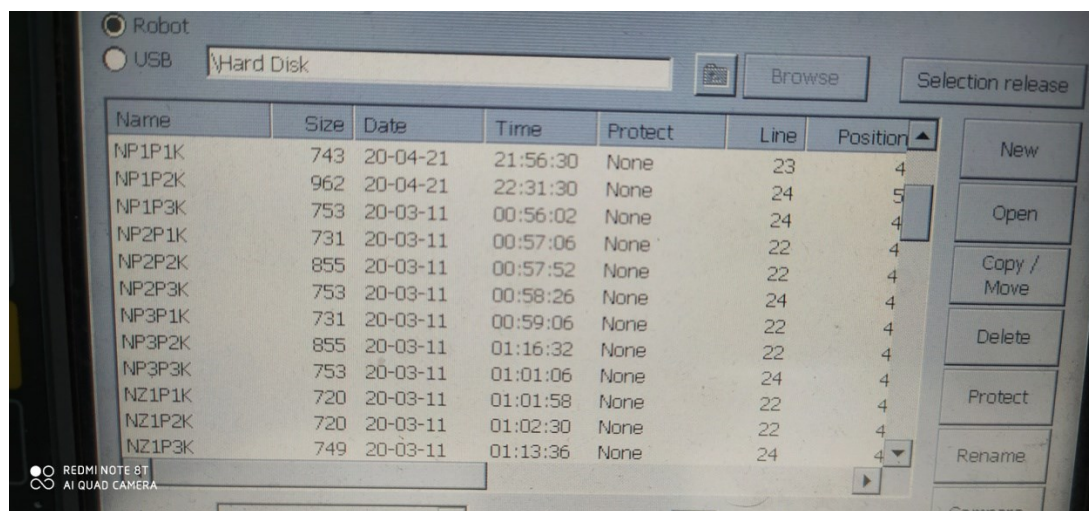 Robot
USB \Hard Disk Browse Selection release
Name Size Date Time Protect Line Position
NP1P1K 743 20-04-21 21:56:30 None 23 4
NP1P2K 962 20-04-21 22:31:30 None 24 5
NP1P3K 753 20-03-11 00:56:02 None 24 4
NP2P1K 731 20-03-11 00:57:06 None 22 4
NP2P2K 855 20-03-11 00:57:52 None 22 4
NP2P3K 753 20-03-11 00:58:26 None 24 4
NP3P1K 731 20-03-11 00:59:06 None 22 4
NP3P2K 855 20-03-11 01:16:32 None 22 4
NP3P3K 753 20-03-11 01:01:06 None 24 4
NZ1P1K 720 20-03-11 01:01:58 None 22 4
NZ1P2K 720 20-03-11 01:02:30 None 22 4
NZ1P3K 749 20-03-11 01:13:36 None 24 4
New
Open
Copy /
Move
Delete
Protect
Rename
REDMI NOTE 8T
AI QUAD CAMERA